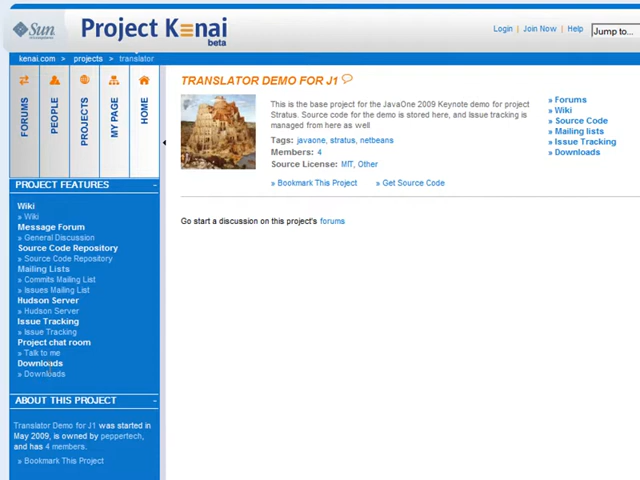 Sun
Project Kenai
beta
Login | Join Now | Help
Jump to...
kenai.com > projects > translator
FORUMS
PEOPLE
PROJECTS
MY PAGE
HOME
TRANSLATOR DEMO FOR J1
This is the base project for the JavaOne 2009 Keynote demo for project
Stratus. Source code for the demo is stored here, and Issue tracking is
managed from here as well
Tags: javaone, stratus, netbeans
Members: 4
Source License: MIT, Other
» Bookmark This Project » Get Source Code
» Forums
» Wiki
» Source Code
» Mailing lists
» Issue Tracking
» Downloads
Go start a discussion on this project's forums
PROJECT FEATURES -
Wiki
» Wiki
Message Forum
» General Discussion
Source Code Repository
» Source Code Repository
Mailing Lists
» Commits Mailing List
» Issues Mailing List
Hudson Server
» Hudson Server
Issue Tracking
» Issue Tracking
Project chat room
» Talk to me
Downloads
» Downloads
ABOUT THIS PROJECT -
Translator Demo for J1 was started in
May 2009, is owned by peppertech,
and has 4 members.
» Bookmark This Project